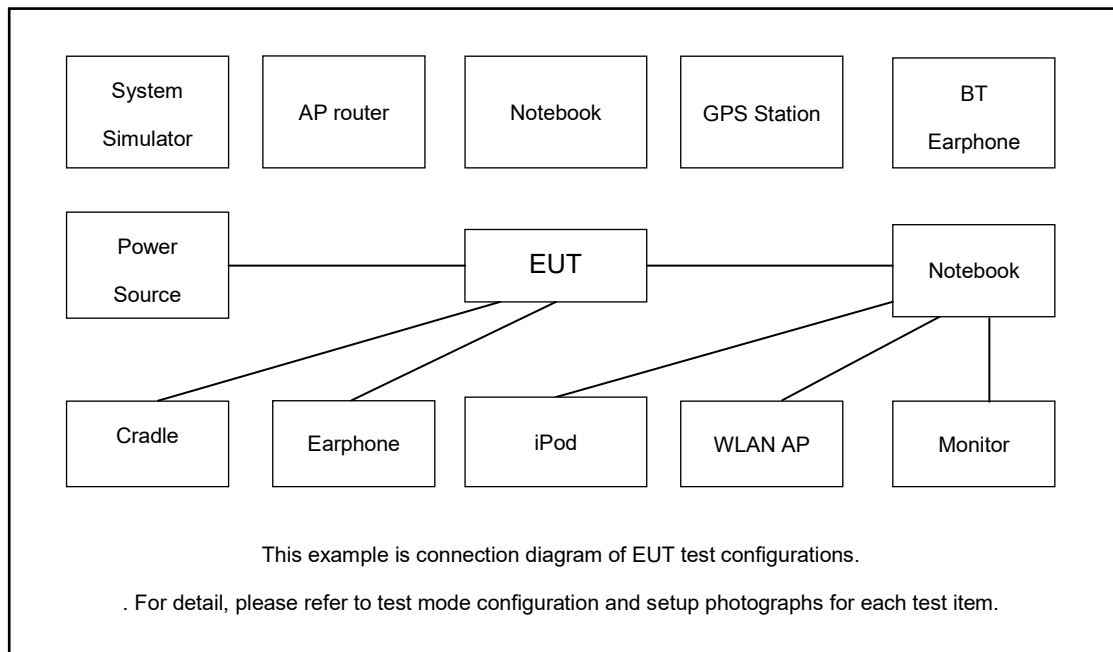 System
Simulator
AP router
Notebook
GPS Station
BT
Earphone
Power
Source
EUT
Notebook
Cradle
Earphone
iPod
WLAN AP
Monitor
This example is connection diagram of EUT test configurations.
. For detail, please refer to test mode configuration and setup photographs for each test item.